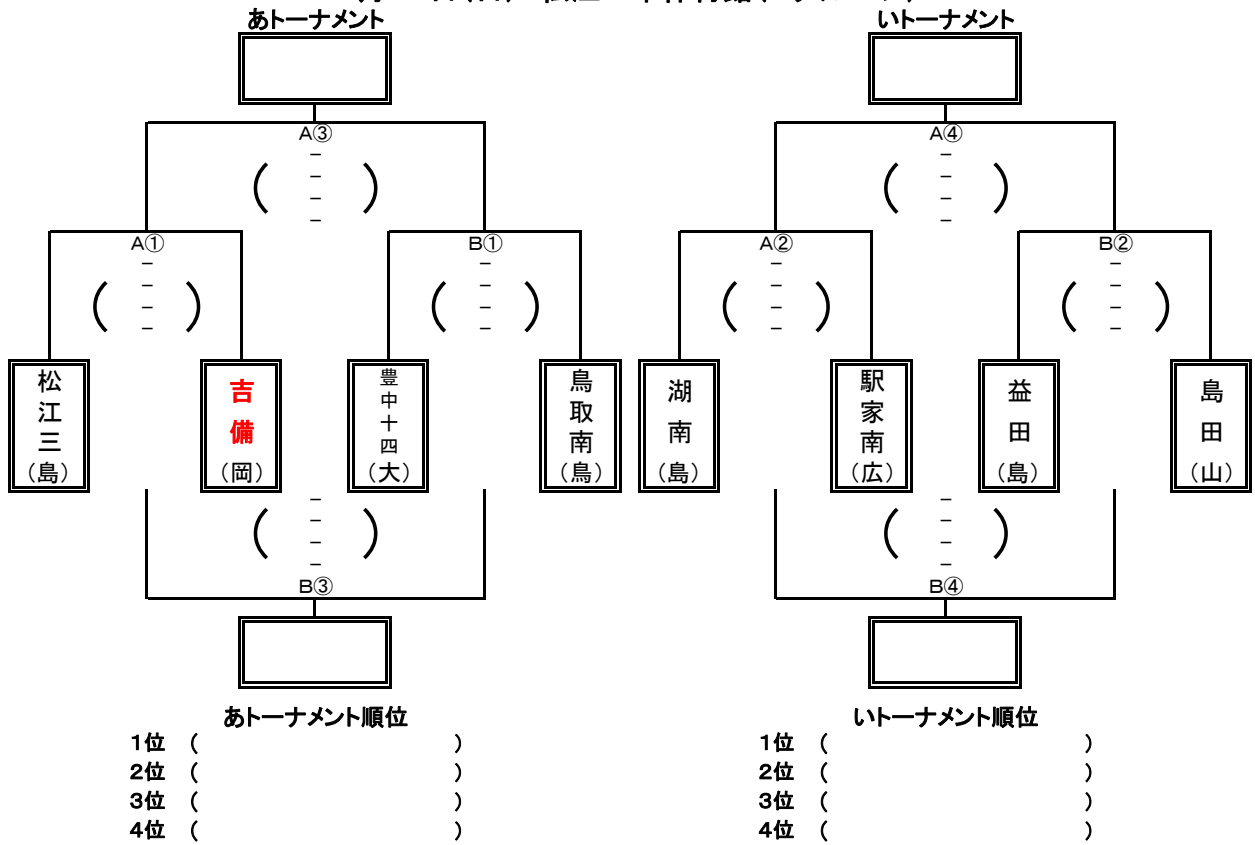 あトーナメント いトーナメント
A③ A④
( - - - - ) ( - - - - )
A① B① A② B②
( - - - - ) ( - - - - ) ( - - - - ) ( - - - - )
松江三(島) 吉備(岡) 豊中十四(大) 鳥取南(鳥) 湖南(島) 駅家南(広) 益田(島) 島田(山)
( - - - - ) ( - - - - )
B③ B④
あトーナメント順位 いトーナメント順位
1位 ( ) 1位 ( )
2位 ( ) 2位 ( )
3位 ( ) 3位 ( )
4位 ( ) 4位 ( )